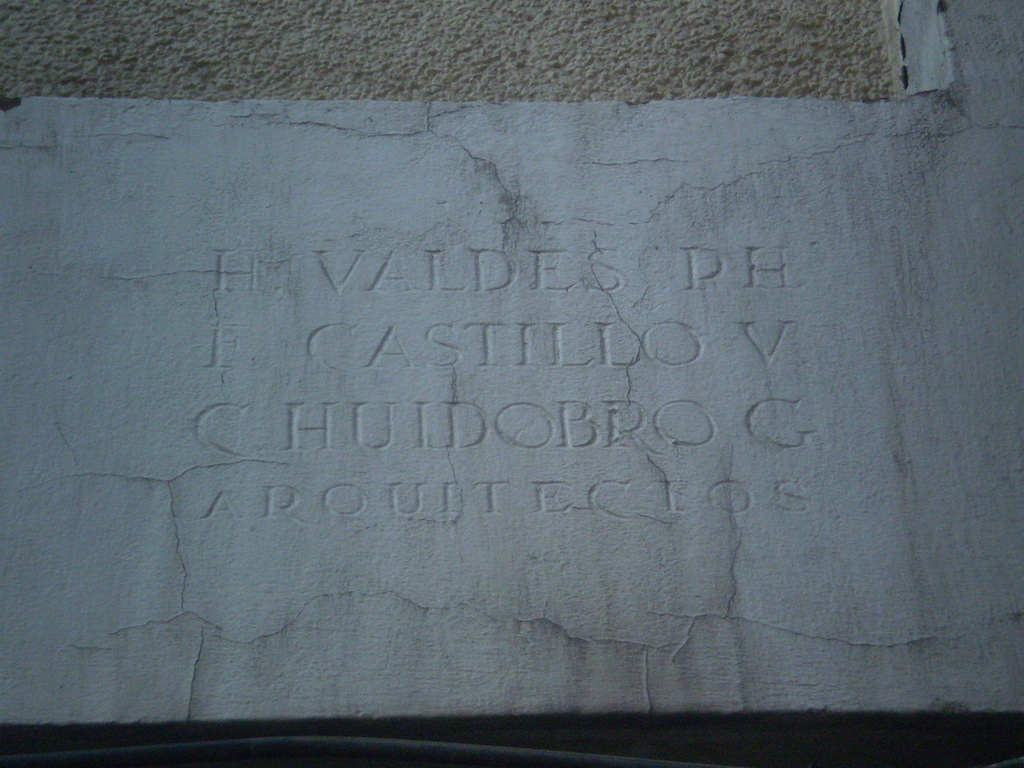 H. VALDES PH.
F CASTILLO V
C HUIDOBRO G.
ARQUITECTOS